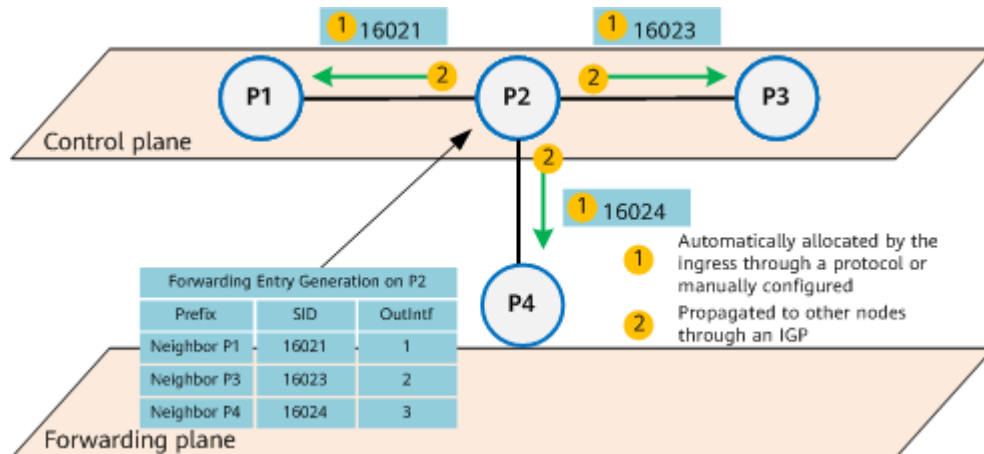 1 16021
1 16023
2
2
P1
P2
P3
Control plane
2
1 16024
1 Automatically allocated by the
ingress through a protocol or
manually configured
2 Propagated to other nodes
through an IGP
P4
Forwarding Entry Generation on P2
Prefix SID OutIntf
Neighbor P1 16021 1
Neighbor P3 16023 2
Neighbor P4 16024 3
Forwarding plane